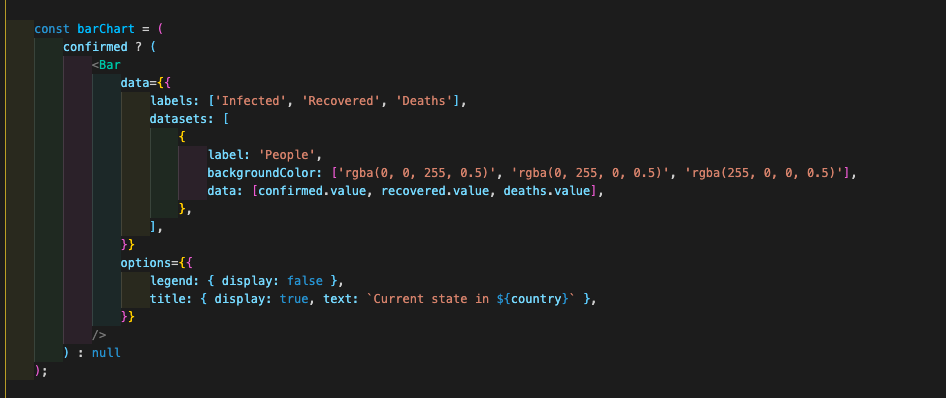 const barChart = (
confirmed ? (
<Bar
data={{
labels: ['Infected', 'Recovered', 'Deaths'],
datasets: [
{
label: 'People',
backgroundColor: ['rgba(0, 0, 255, 0.5)', 'rgba(0, 255, 0, 0.5)', 'rgba(255, 0, 0, 0.5)'],
data: [confirmed.value, recovered.value, deaths.value],
},
],
}}
options={{
legend: { display: false },
title: { display: true, text: `Current state in ${country}` },
}}
/>
) : null
);